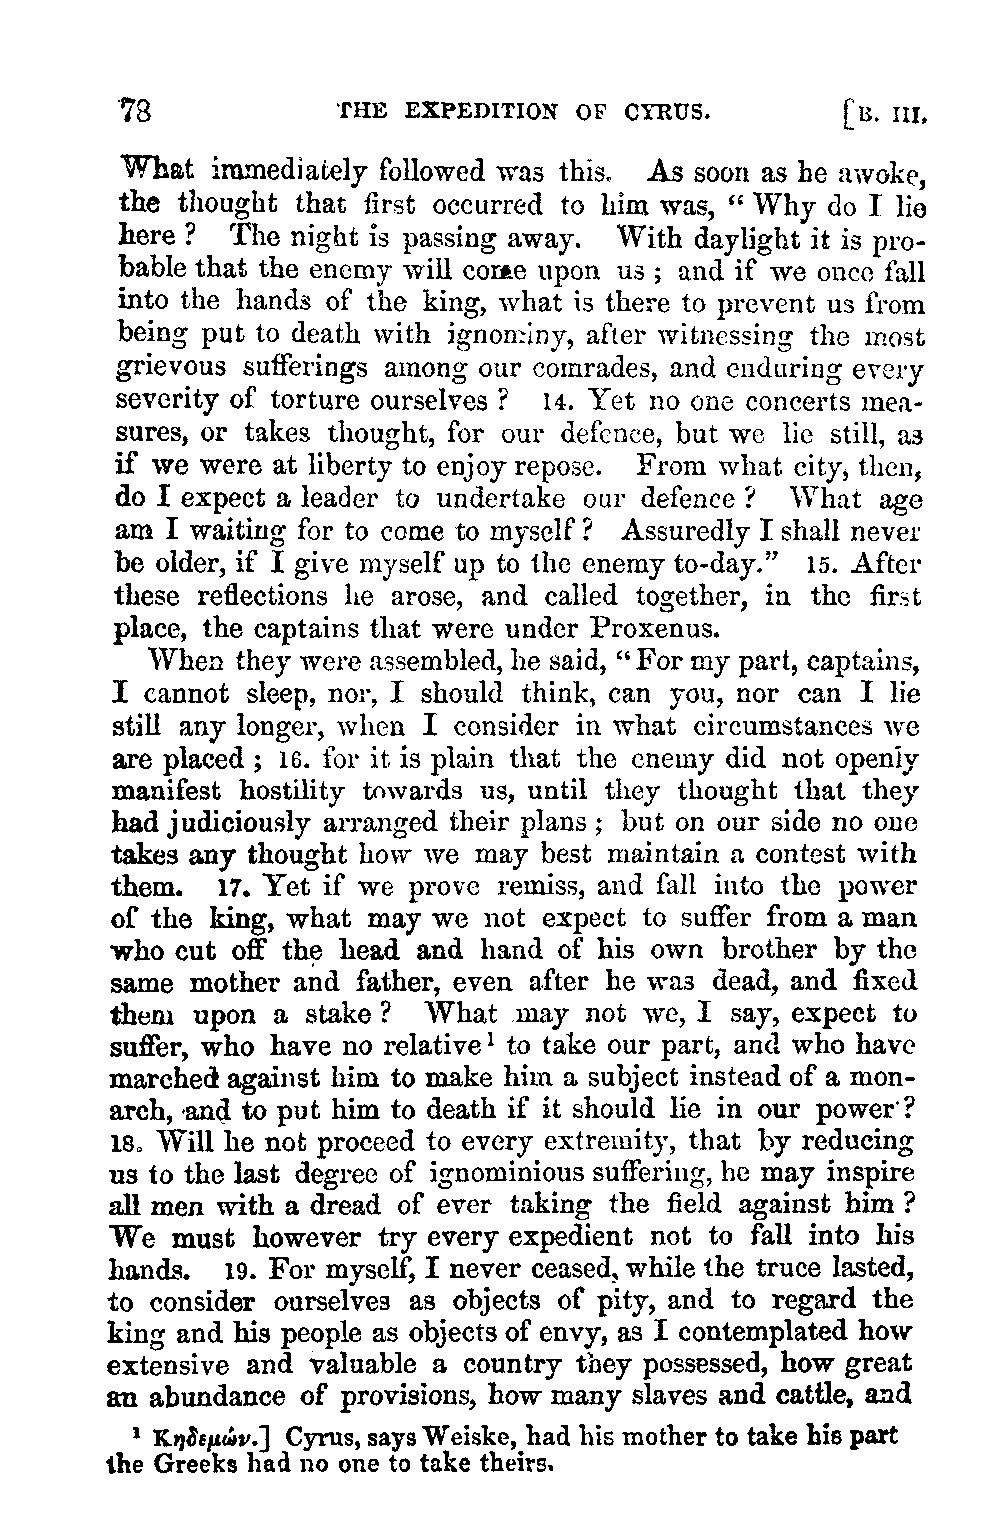 78 THE EXPEDITION OF CYRUS. [B. III.
What immediately followed was this. As soon as he awoke,
the thought that first occurred to him was, "Why do I lie
here? The night is passing away. With daylight it is pro-
bable that the enemy will come upon us; and if we once fall
into the hands of the king, what is there to prevent us from
being put to death with ignominy, after witnessing the most
grievous sufferings among our comrades, and enduring every
severity of torture ourselves? 14. Yet no one concerts mea-
sures, or takes thought, for our defence, but we lie still, as
if we were at liberty to enjoy repose. From what city, then,
do I expect a leader to undertake our defence? What age
am I waiting for to come to myself? Assuredly I shall never
be older, if I give myself up to the enemy to-day." 15. After
these reflections he arose, and called together, in the first
place, the captains that were under Proxenus.
When they were assembled, he said, "For my part, captains,
I cannot sleep, nor, I should think, can you, nor can I lie
still any longer, when I consider in what circumstances we
are placed; 16. for it is plain that the enemy did not openly
manifest hostility towards us, until they thought that they
had judiciously arranged their plans; but on our side no one
takes any thought how we may best maintain a contest with
them. 17. Yet if we prove remiss, and fall into the power
of the king, what may we not expect to suffer from a man
who cut off the head and hand of his own brother by the
same mother and father, even after he was dead, and fixed
them upon a stake? What may not we, I say, expect to
suffer, who have no relative¹ to take our part, and who have
marched against him to make him a subject instead of a mon-
arch, and to put him to death if it should lie in our power?
18. Will he not proceed to every extremity, that by reducing
us to the last degree of ignominious suffering, he may inspire
all men with a dread of ever taking the field against him?
We must however try every expedient not to fall into his
hands. 19. For myself, I never ceased, while the truce lasted,
to consider ourselves as objects of pity, and to regard the
king and his people as objects of envy, as I contemplated how
extensive and valuable a country they possessed, how great
an abundance of provisions, how many slaves and cattle, and
¹ Κηδεμών.] Cyrus, says Weiske, had his mother to take his part
the Greeks had no one to take theirs.